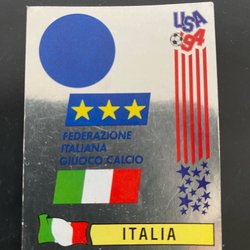 USA
94
FEDERAZIONE
ITALIANA
GIUOCO CALCIO
ITALIA